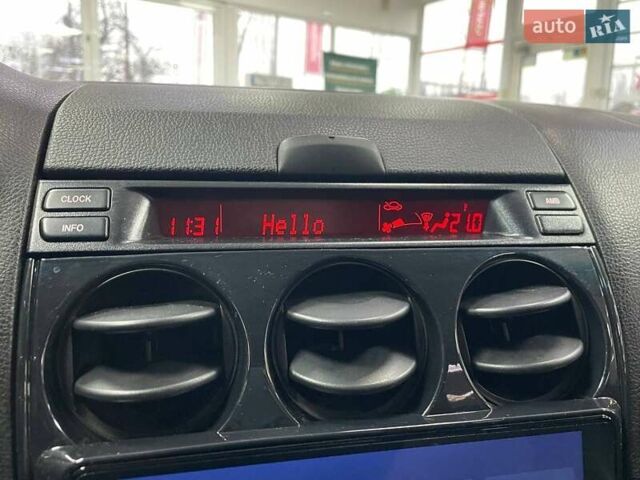 auto RIA
CLOCK
INFO
11:31 Hello 21.0
AMB